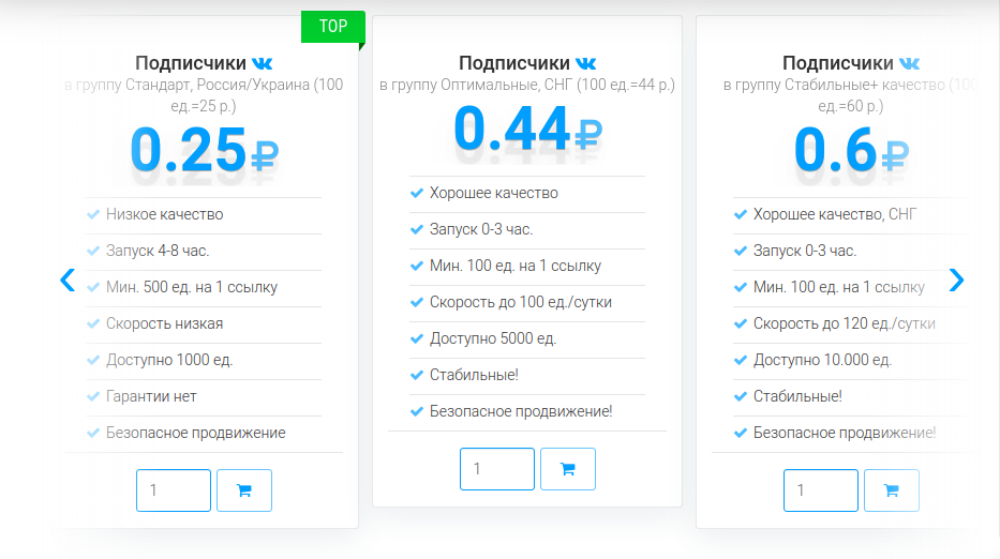 TOP
Подписчики
в группу Стандарт, Россия/Украина (100
ед.=25 р.)
0.25₽
Низкое качество
Запуск 4-8 час.
Мин. 500 ед. на 1 ссылку
Скорость низкая
Доступно 1000 ед.
Гарантии нет
Безопасное продвижение
1
Подписчики
в группу Оптимальные, СНГ (100 ед.=44 р.)
0.44₽
Хорошее качество
Запуск 0-3 час.
Мин. 100 ед. на 1 ссылку
Скорость до 100 ед./сутки
Доступно 5000 ед.
Стабильные!
Безопасное продвижение!
1
Подписчики
в группу Стабильные+ качество (100
ед.=60 р.)
0.6₽
Хорошее качество, СНГ
Запуск 0-3 час.
Мин. 100 ед. на 1 ссылку
Скорость до 120 ед./сутки
Доступно 10.000 ед.
Стабильные!
Безопасное продвижение!
1